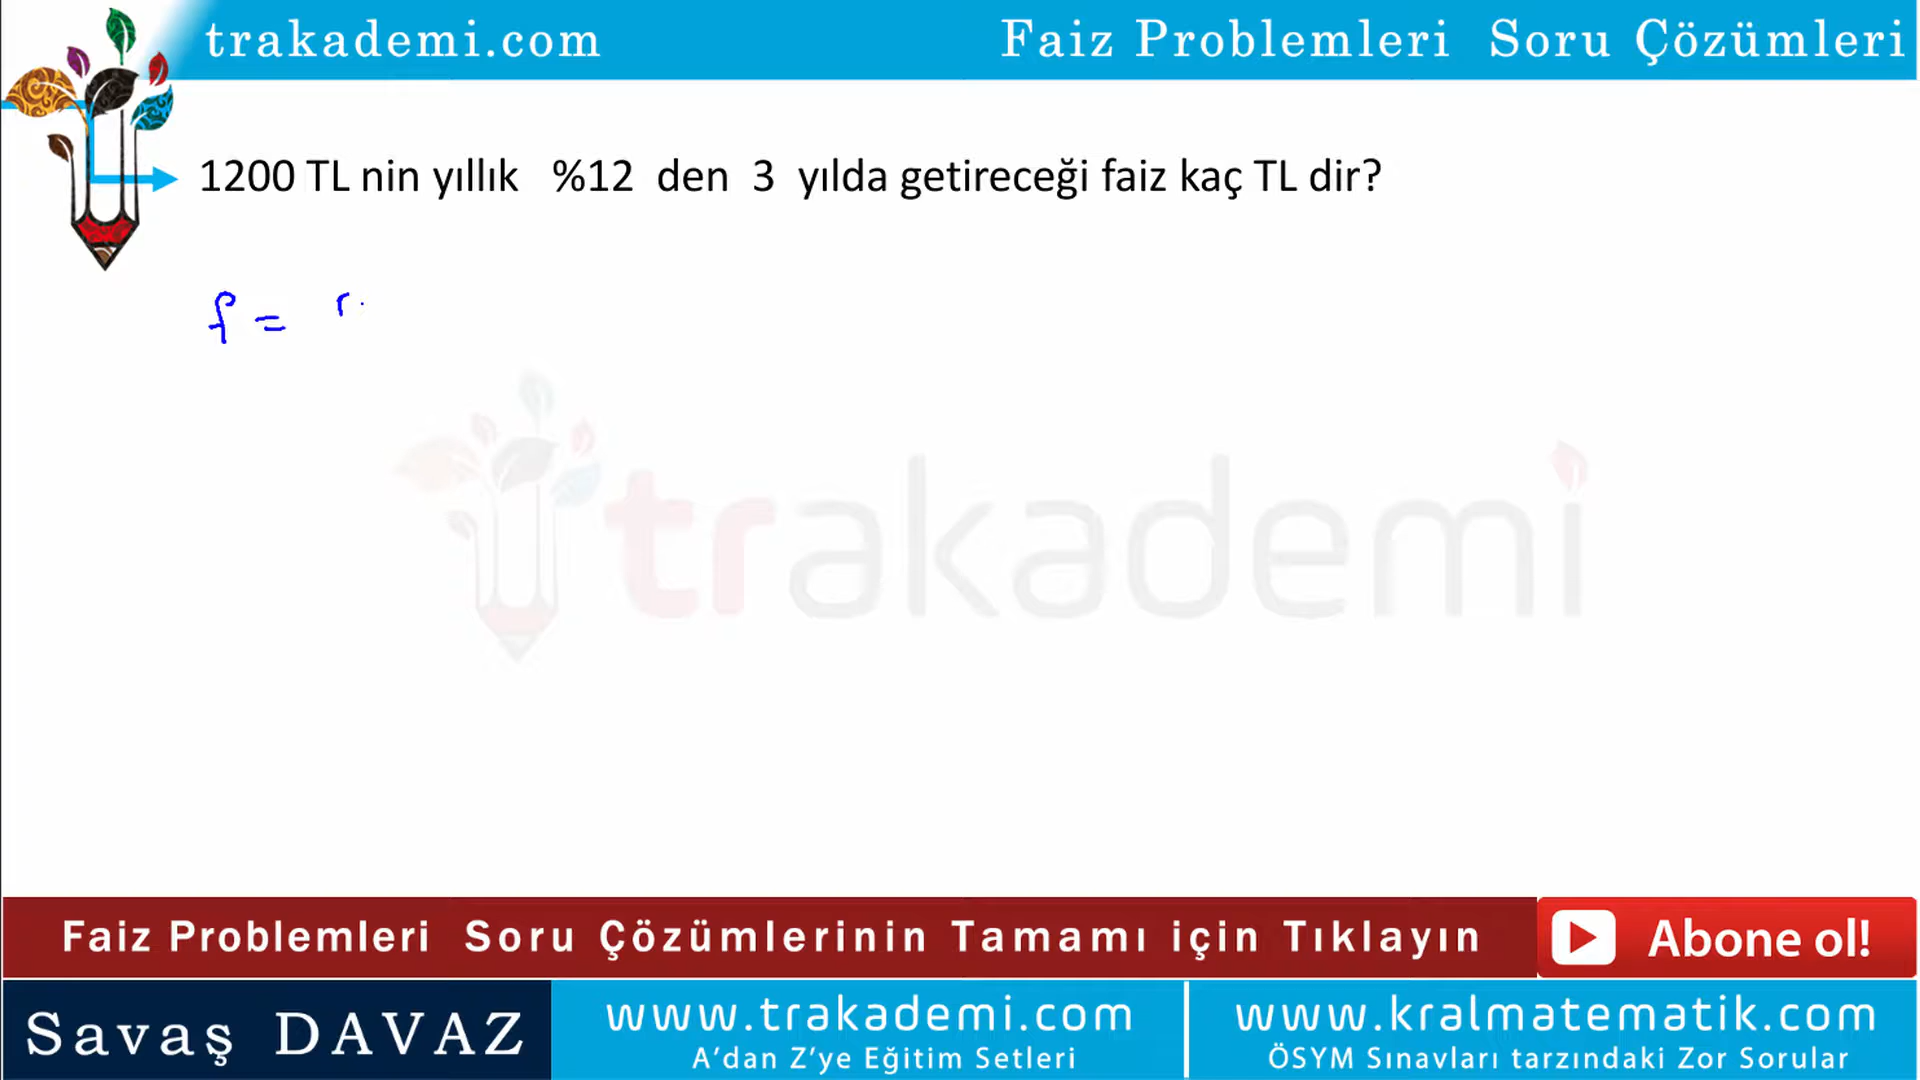 trakademi.com
Faiz Problemleri Soru Çözümleri
1200 TL nin yıllık %12 den 3 yılda getireceği faiz kaç TL dir?
f =
trakademi
Faiz Problemleri Soru Çözümlerinin Tamamı için Tıklayın
Abone ol!
Savaş DAVAZ
www.trakademi.com
A’dan Z’ye Eğitim Setleri
www.kralmatematik.com
ÖSYM Sınavları tarzındaki Zor Sorular